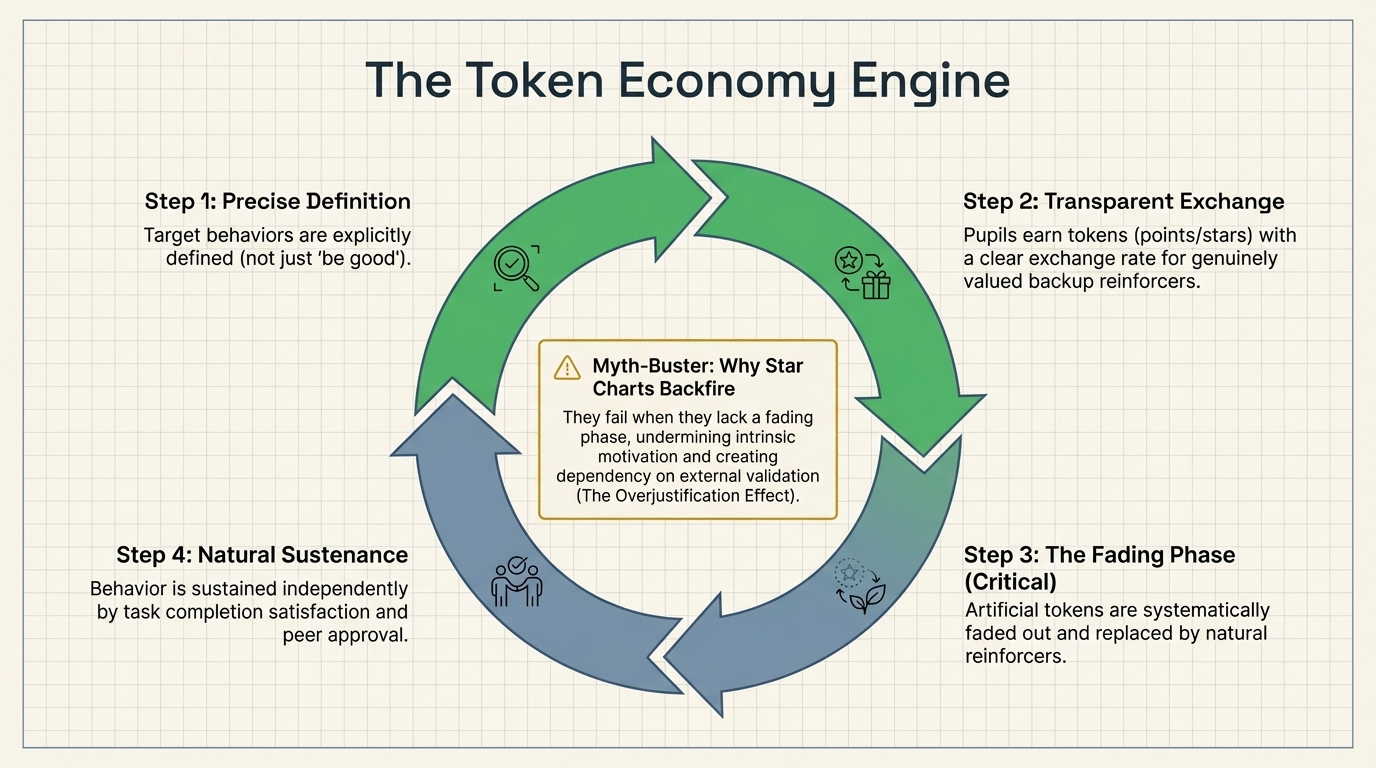 The Token Economy Engine
Step 1: Precise Definition
Target behaviors are explicitly
defined (not just 'be good').
Step 2: Transparent Exchange
Pupils earn tokens (points/stars) with
a clear exchange rate for genuinely
valued backup reinforcers.
Myth-Buster: Why Star
Charts Backfire
They fail when they lack a fading
phase, undermining intrinsic
motivation and creating
dependency on external validation
(The Overjustification Effect).
Step 3: The Fading Phase
(Critical)
Artificial tokens are systematically
faded out and replaced by natural
reinforcers.
Step 4: Natural Sustenance
Behavior is sustained independently
by task completion satisfaction and
peer approval.